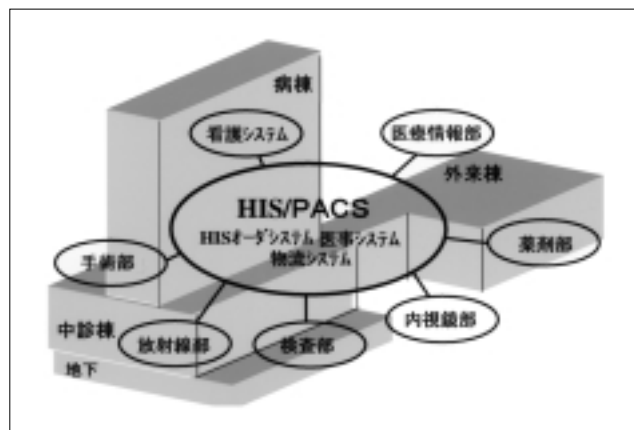 病棟
看護システム
医療情報部
外来棟
HIS/PACS
HISオーダシステム 医事システム
物流システム
薬剤部
手術部
内視鏡部
中診棟
放射線部
検査部
地下